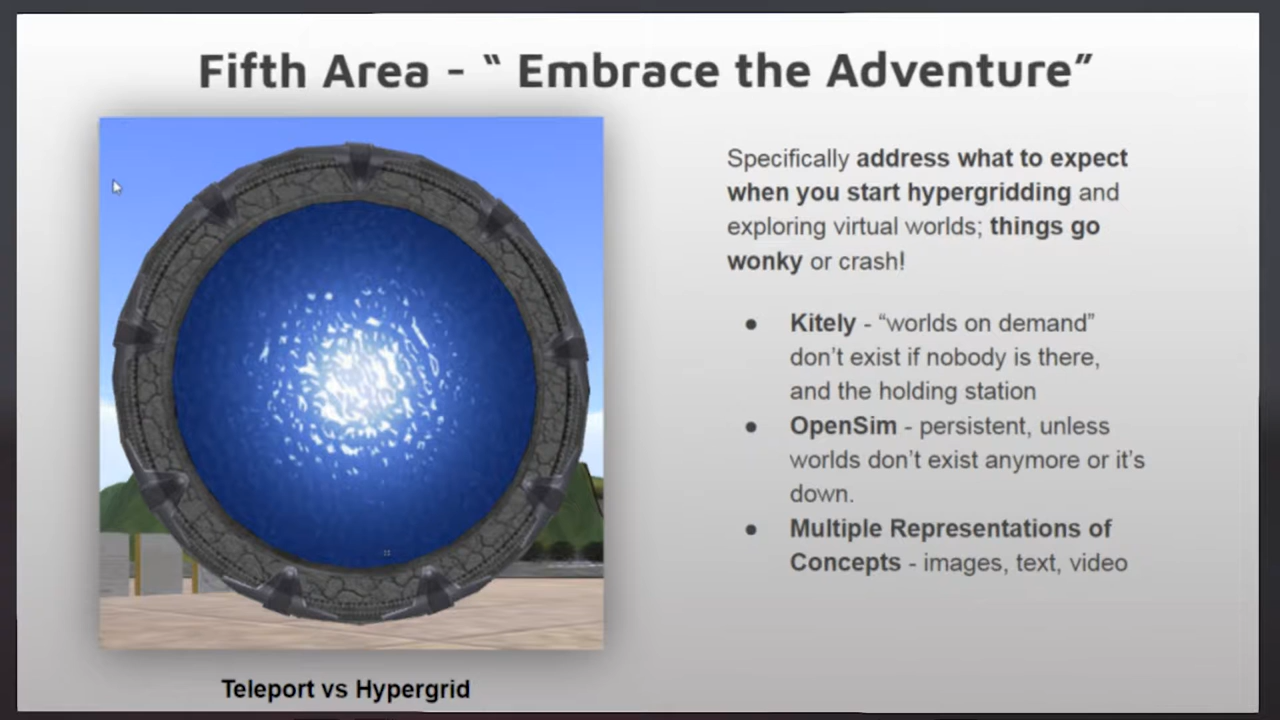 Fifth Area - “ Embrace the Adventure”
Specifically address what to expect
when you start hypergridding and
exploring virtual worlds; things go
wonky or crash!
● Kitely - “worlds on demand”
don’t exist if nobody is there,
and the holding station
● OpenSim - persistent, unless
worlds don’t exist anymore or it’s
down.
● Multiple Representations of
Concepts - images, text, video
Teleport vs Hypergrid